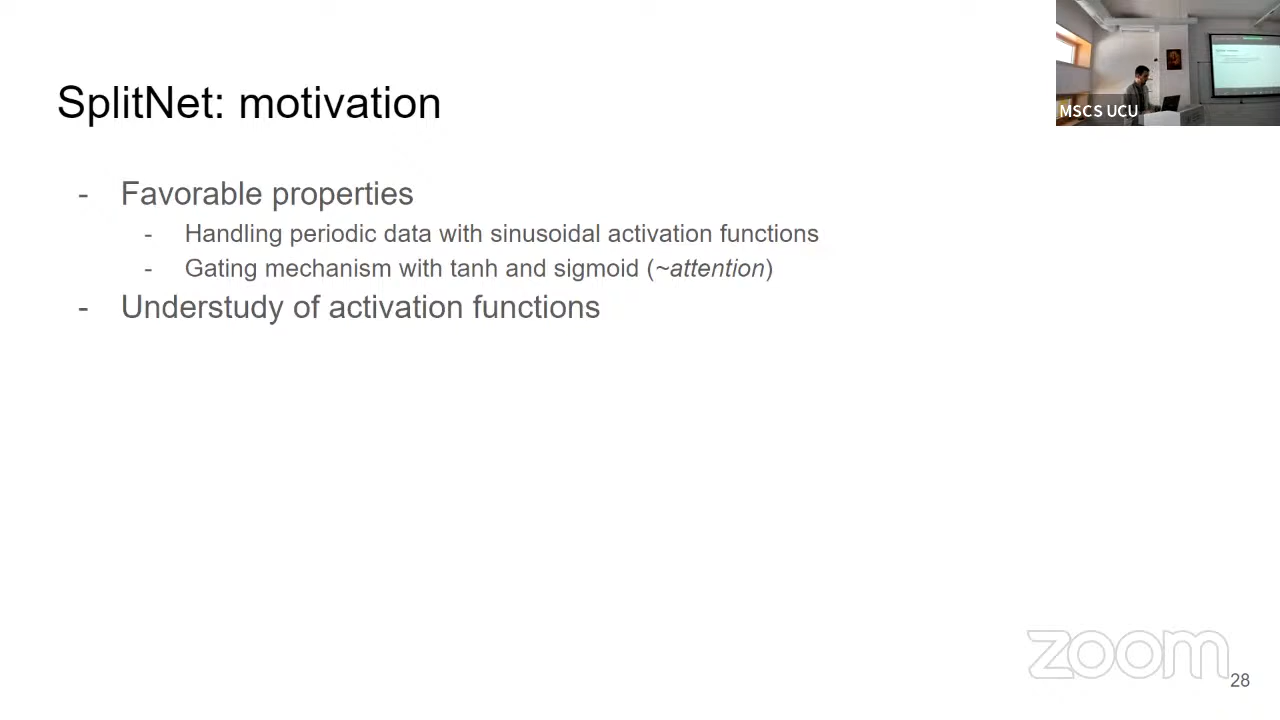 SplitNet: motivation
MSCS UCU
- Favorable properties
- Handling periodic data with sinusoidal activation functions
- Gating mechanism with tanh and sigmoid (~attention)
- Understudy of activation functions
zoom
28